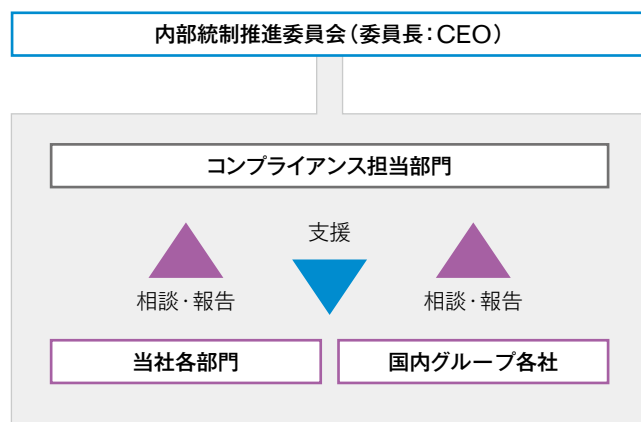 内部統制推進委員会（委員長：CEO）
コンプライアンス担当部門
支援
相談・報告
相談・報告
当社各部門
国内グループ各社